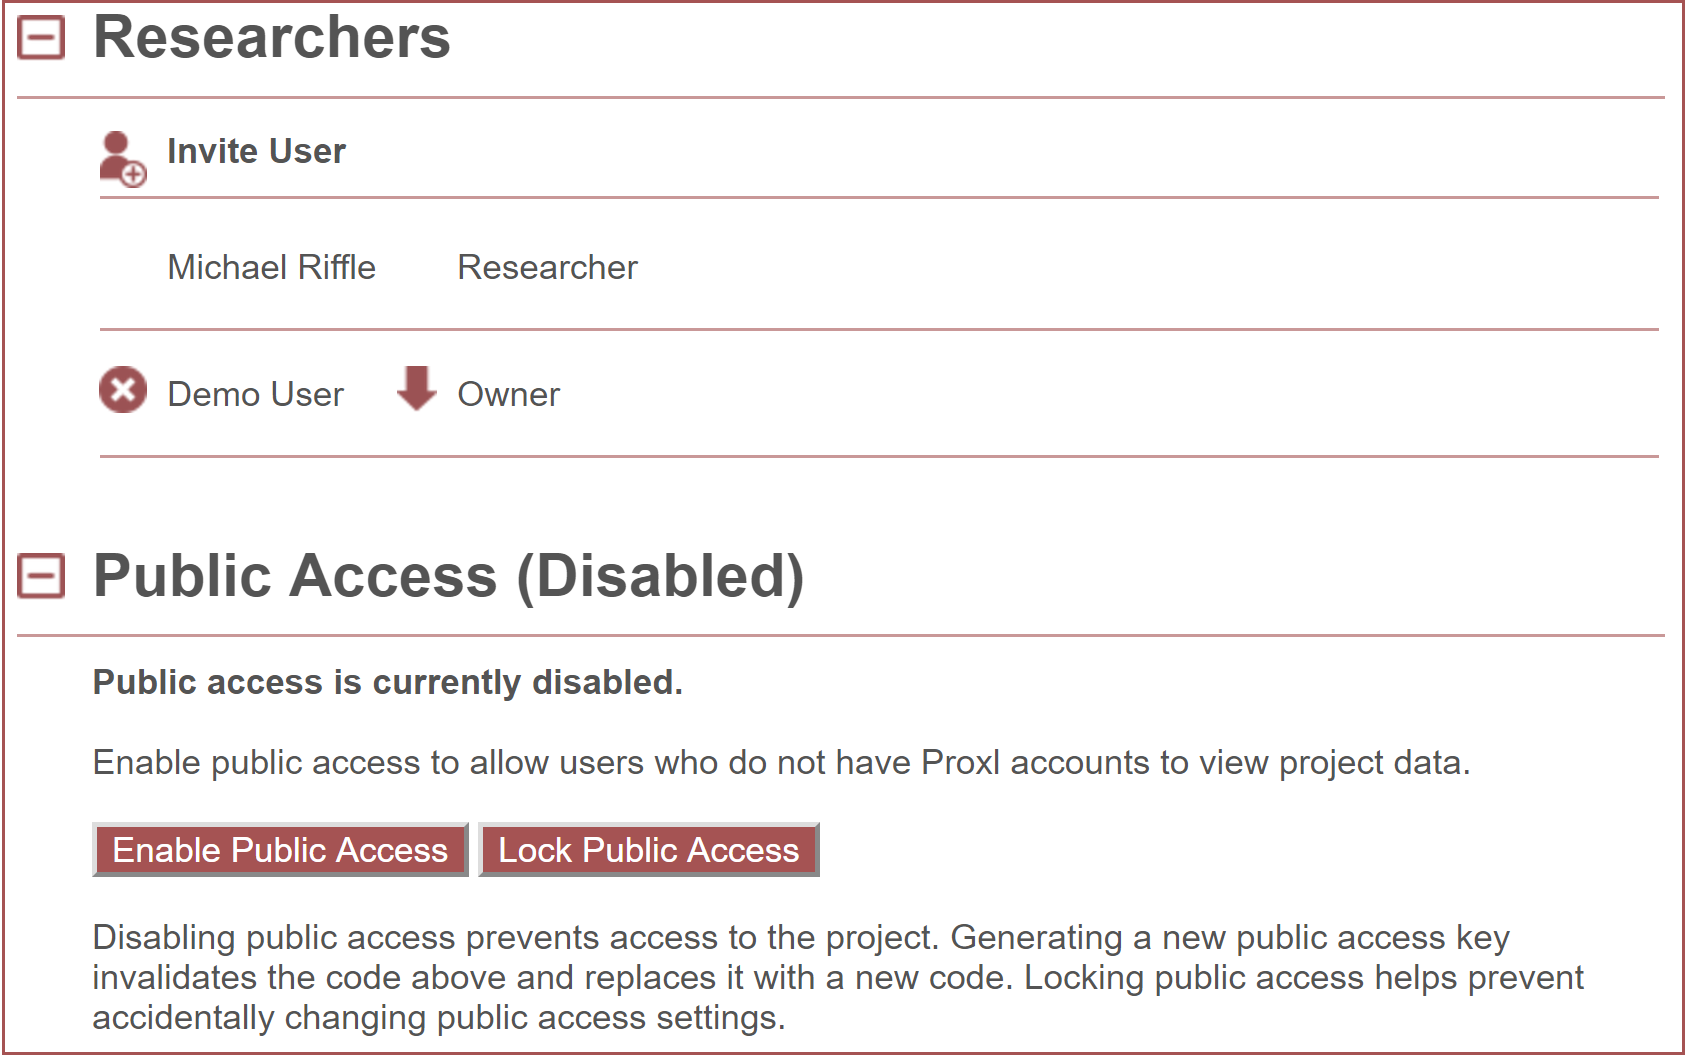 Researchers
Invite User
Michael Riffle Researcher
Demo User Owner
Public Access (Disabled)
Public access is currently disabled.
Enable public access to allow users who do not have Proxl accounts to view project data.
Enable Public Access Lock Public Access
Disabling public access prevents access to the project. Generating a new public access key
invalidates the code above and replaces it with a new code. Locking public access helps prevent
accidentally changing public access settings.